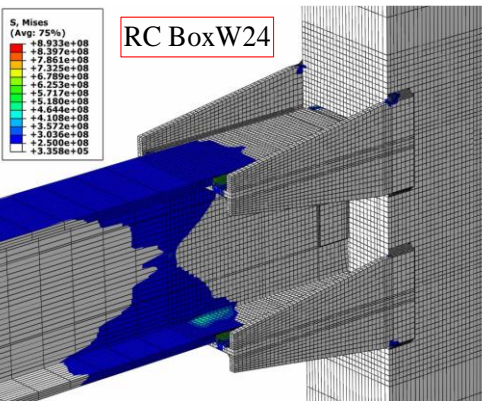 S, Mises
(Avg: 75%)
+8.933e+08
+8.397e+08
+7.861e+08
+7.325e+08
+6.789e+08
+6.253e+08
+5.717e+08
+5.180e+08
+4.644e+08
+4.108e+08
+3.572e+08
+3.036e+08
+2.500e+08
+3.358e+05
RC BoxW24